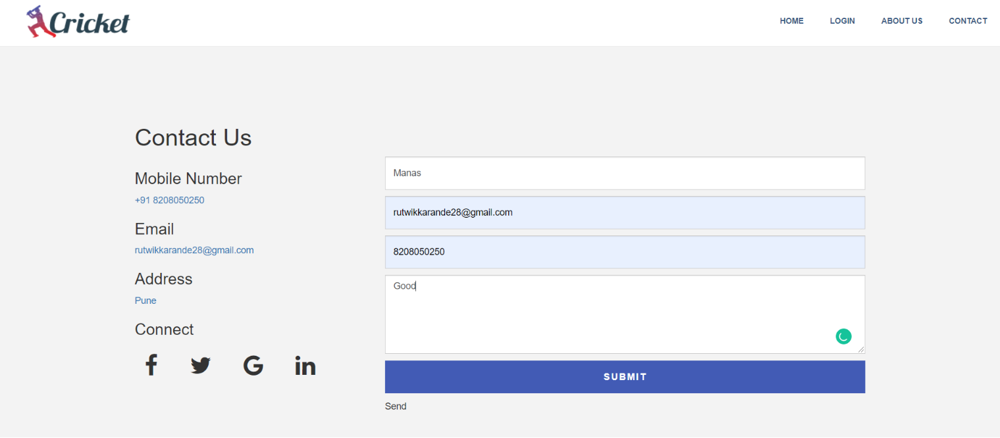 Cricket
HOME LOGIN ABOUT US CONTACT
Contact Us
Mobile Number
+91 8208050250
Email
rutwikkarande28@gmail.com
Address
Pune
Connect
Manas
rutwikkarande28@gmail.com
8208050250
Good
SUBMIT
Send